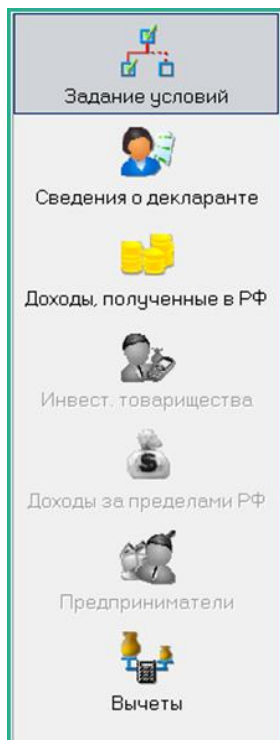 Задание условий
Сведения о декларанте
Доходы, полученные в РФ
Инвест. товарищества
Доходы за пределами РФ
Предприниматели
Вычеты